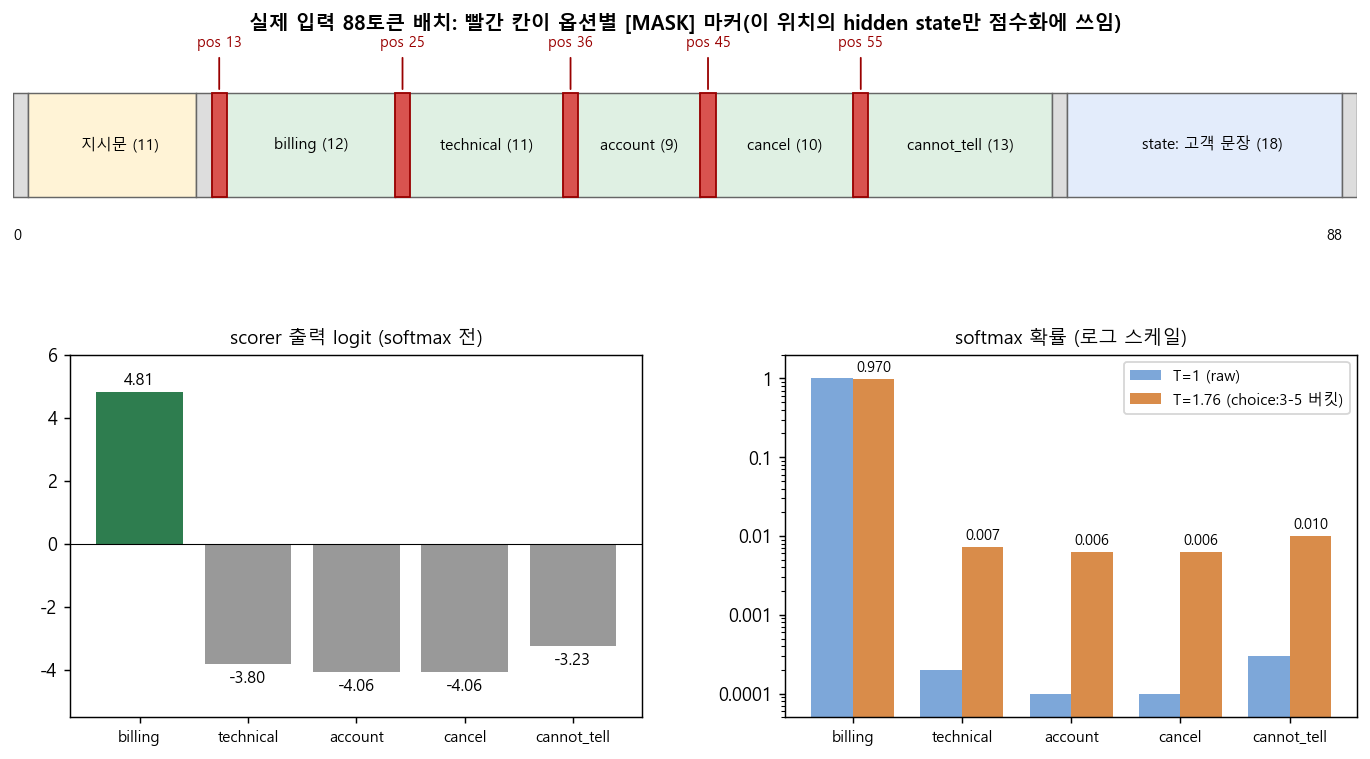 실제 입력 88토큰 배치: 빨간 칸이 옵션별 [MASK] 마커(이 위치의 hidden state만 점수화에 쓰임)
pos 13 pos 25 pos 36 pos 45 pos 55
지시문 (11) billing (12) technical (11) account (9) cancel (10) cannot_tell (13) state: 고객 문장 (18)
0 88
scorer 출력 logit (softmax 전)
6
4.81
4
2
0
-2
-3.23
-3.80
-4.06
-4.06
-4
billing technical account cancel cannot_tell
softmax 확률 (로그 스케일)
T=1 (raw)
T=1.76 (choice:3-5 버킷)
1
0.970
0.1
0.01
0.007 0.006 0.006 0.010
0.001
0.0001
billing technical account cancel cannot_tell